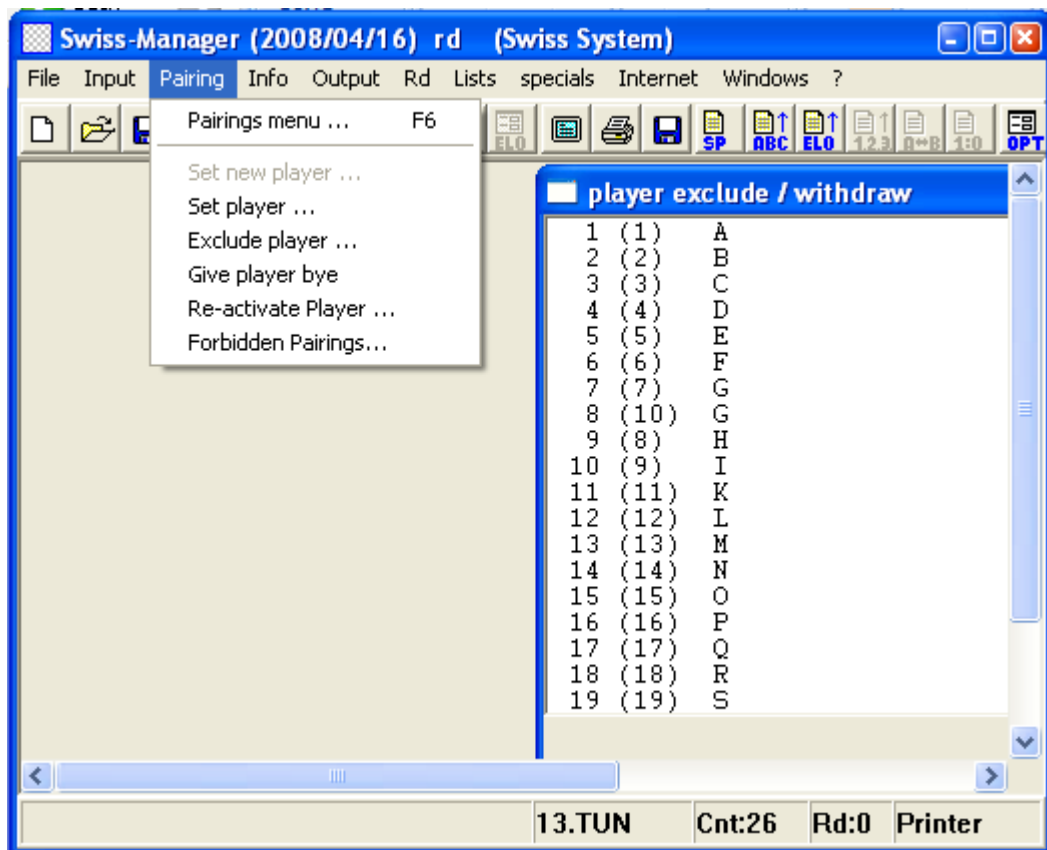 Swiss-Manager (2008/04/16) rd (Swiss System)
File Input Pairing Info Output Rd Lists specials Internet Windows ?
ELO SP ABC ELO 1.2.3 A↔B 1:0 OPT
Pairings menu ... F6
Set new player ...
Set player ...
Exclude player ...
Give player bye
Re-activate Player ...
Forbidden Pairings...
player exclude / withdraw
1 (1) A
2 (2) B
3 (3) C
4 (4) D
5 (5) E
6 (6) F
7 (7) G
8 (10) G
9 (8) H
10 (9) I
11 (11) K
12 (12) L
13 (13) M
14 (14) N
15 (15) O
16 (16) P
17 (17) Q
18 (18) R
19 (19) S
13.TUN Cnt:26 Rd:0 Printer